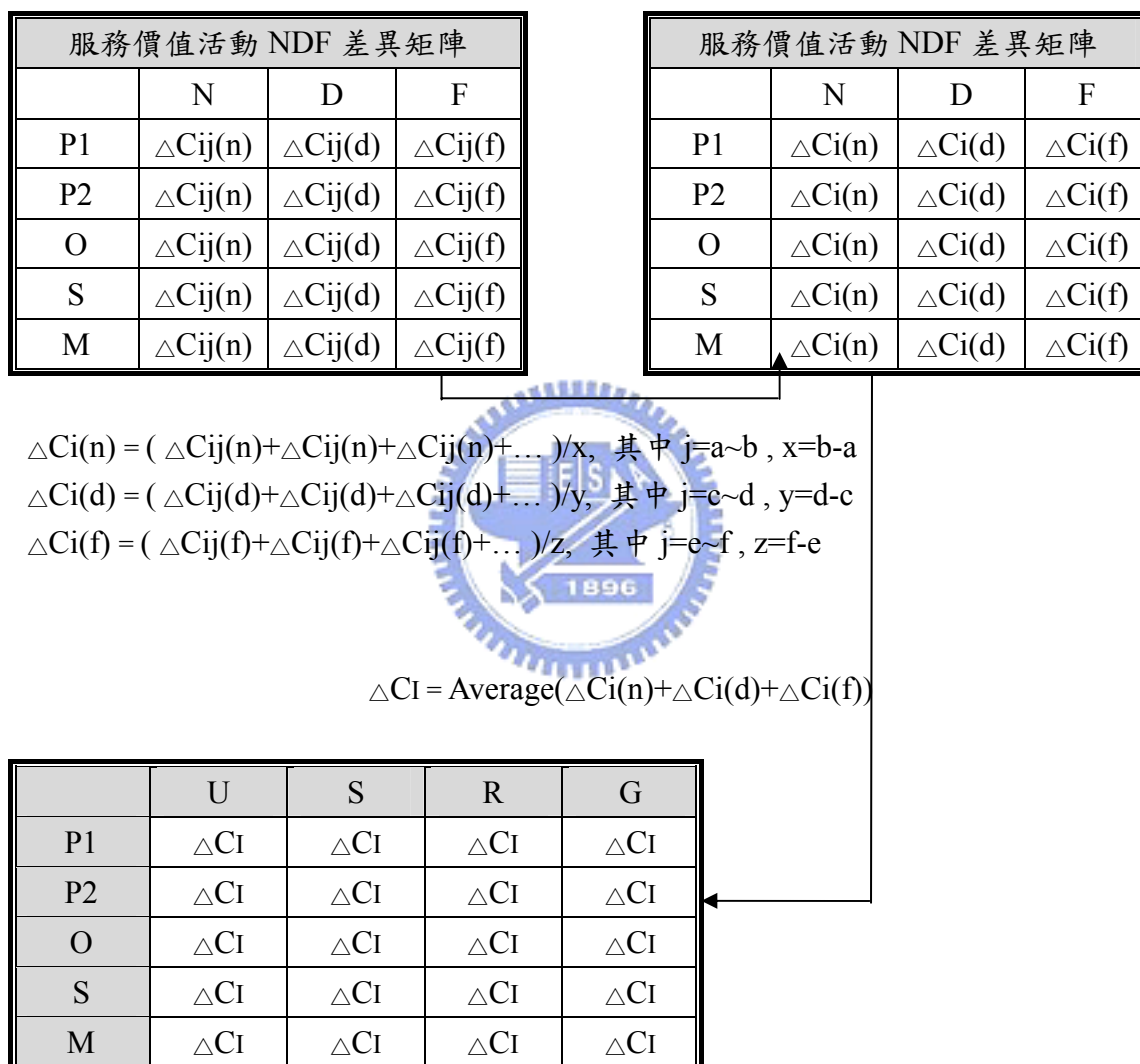 服務價值活動 NDF 差異矩陣
N D F
P1 △Cij(n) △Cij(d) △Cij(f)
P2 △Cij(n) △Cij(d) △Cij(f)
O △Cij(n) △Cij(d) △Cij(f)
S △Cij(n) △Cij(d) △Cij(f)
M △Cij(n) △Cij(d) △Cij(f)
服務價值活動 NDF 差異矩陣
N D F
P1 △Ci(n) △Ci(d) △Ci(f)
P2 △Ci(n) △Ci(d) △Ci(f)
O △Ci(n) △Ci(d) △Ci(f)
S △Ci(n) △Ci(d) △Ci(f)
M △Ci(n) △Ci(d) △Ci(f)
△Ci(n) = ( △Cij(n)+△Cij(n)+△Cij(n)+… )/x, 其中 j=a~b , x=b-a
△Ci(d) = ( △Cij(d)+△Cij(d)+△Cij(d)+… )/y, 其中 j=c~d , y=d-c
△Ci(f) = ( △Cij(f)+△Cij(f)+△Cij(f)+… )/z, 其中 j=e~f , z=f-e
E S A
1896
△CI = Average(△Ci(n)+△Ci(d)+△Ci(f))
U S R G
P1 △CI △CI △CI △CI
P2 △CI △CI △CI △CI
O △CI △CI △CI △CI
S △CI △CI △CI △CI
M △CI △CI △CI △CI